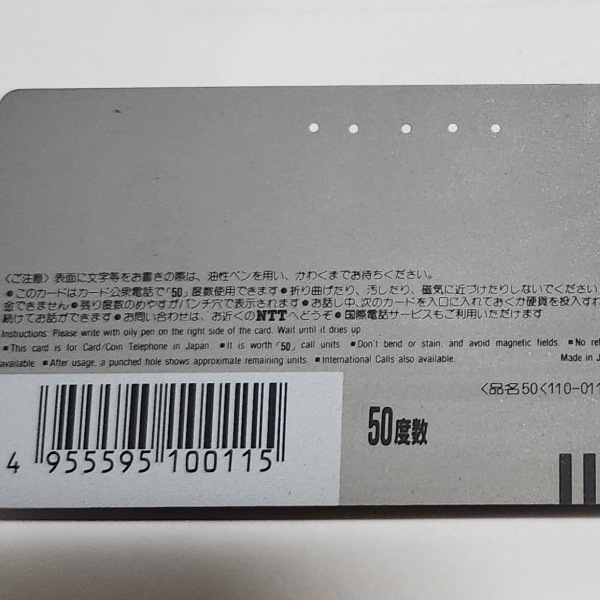 〈ご注意〉表面に文字等をお書きの際は、油性ペンを用い、かわくまでお待ちください。
●このカードはカード公衆電話で「50」度数使用できます●折り曲げたり、汚したり、磁気に近づけたりしないでください
金できません●残り度数のめやすがパンチ穴で表示されます●お話し中、次のカードを入口に入れておくか硬貨を投入す
続けてお話ができます●お問い合わせは、お近くのNTTへどうぞ●国際電話サービスもご利用いただけます
Instructions: Please write with oily pen on the right side of the card. Wait until it dries up.
■This card is for Card/Coin Telephone in Japan. ■It is worth「50」call units. ■Don't bend or stain, and avoid magnetic fields. ■No ref
available ■After usage, a punched hole shows approximate remaining units. ■International Calls also available. Made in J
〈品名50〈110-011
50度数
4 955595 100115